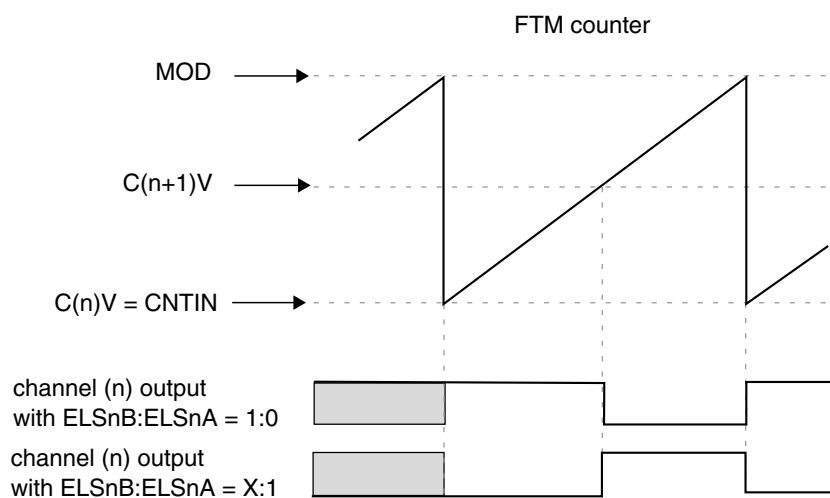 FTM counter
MOD
C(n+1)V
C(n)V = CNTIN
channel (n) output
with ELSnB:ELSnA = 1:0
channel (n) output
with ELSnB:ELSnA = X:1